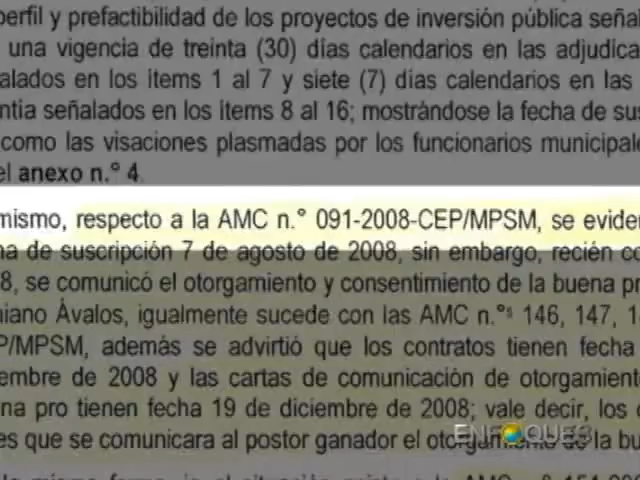 perfil y prefactibilidad de los proyectos de inversión pública seña
una vigencia de treinta (30) días calendarios en las adjudica
alados en los ítems 1 al 7 y siete (7) días calendarios en las
ntía señalados en los ítems 8 al 16; mostrándose la fecha de sus
como las visaciones plasmadas por los funcionarios municipale
el anexo n.° 4.
mismo, respecto a la AMC n.° 091-2008-CEP/MPSM, se eviden
na de suscripción 7 de agosto de 2008, sin embargo, recién co
8, se comunicó el otorgamiento y consentimiento de la buena pr
niano Ávalos, igualmente sucede con las AMC n.°s 146, 147, 1
P/MPSM, además se advirtió que los contratos tienen fecha
embre de 2008 y las cartas de comunicación de otorgamient
na pro tienen fecha 19 de diciembre de 2008; vale decir, los
es que se comunicara al postor ganador el otorgamiento de la bu
ENFOQUE